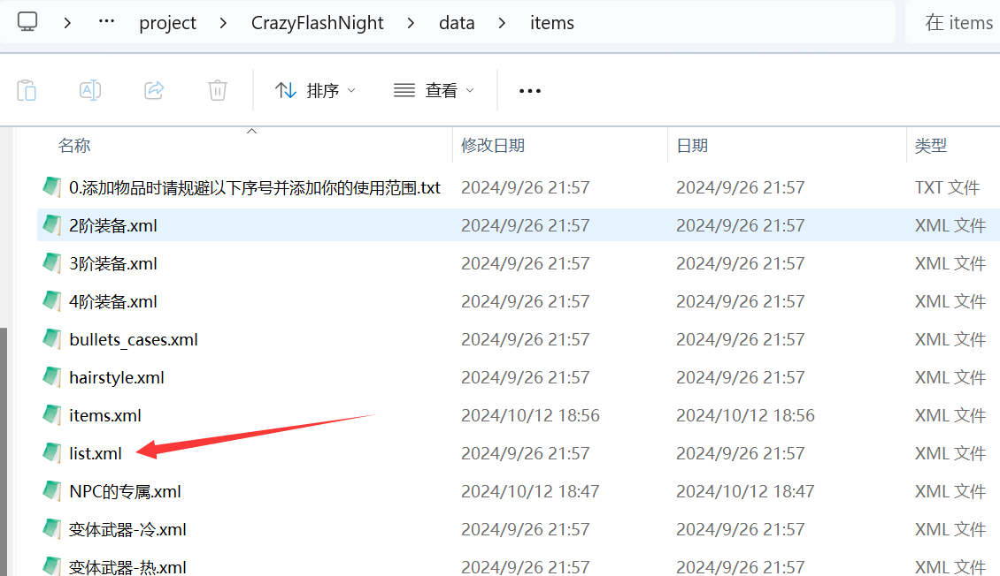 project CrazyFlashNight data items 在 items
排序 查看
名称 修改日期 日期 类型
0.添加物品时请规避以下序号并添加你的使用范围.txt 2024/9/26 21:57 2024/9/26 21:57 TXT 文件
2阶装备.xml 2024/9/26 21:57 2024/9/26 21:57 XML 文件
3阶装备.xml 2024/9/26 21:57 2024/9/26 21:57 XML 文件
4阶装备.xml 2024/9/26 21:57 2024/9/26 21:57 XML 文件
bullets_cases.xml 2024/9/26 21:57 2024/9/26 21:57 XML 文件
hairstyle.xml 2024/9/26 21:57 2024/9/26 21:57 XML 文件
items.xml 2024/10/12 18:56 2024/10/12 18:56 XML 文件
list.xml 2024/9/26 21:57 2024/9/26 21:57 XML 文件
NPC的专属.xml 2024/10/12 18:47 2024/10/12 18:47 XML 文件
变体武器-冷.xml 2024/9/26 21:57 2024/9/26 21:57 XML 文件
变体武器-热.xml 2024/9/26 21:57 2024/9/26 21:57 XML 文件